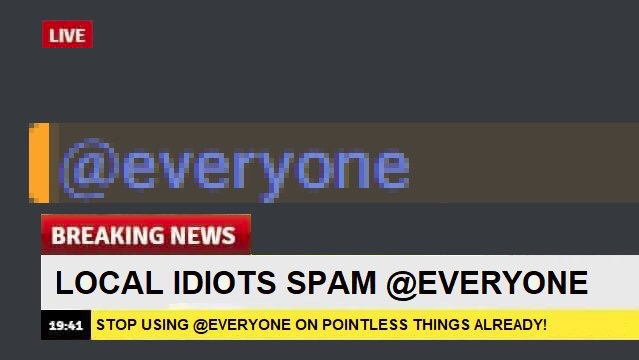 LIVE
@everyone
BREAKING NEWS
LOCAL IDIOTS SPAM @EVERYONE
19:41 STOP USING @EVERYONE ON POINTLESS THINGS ALREADY!